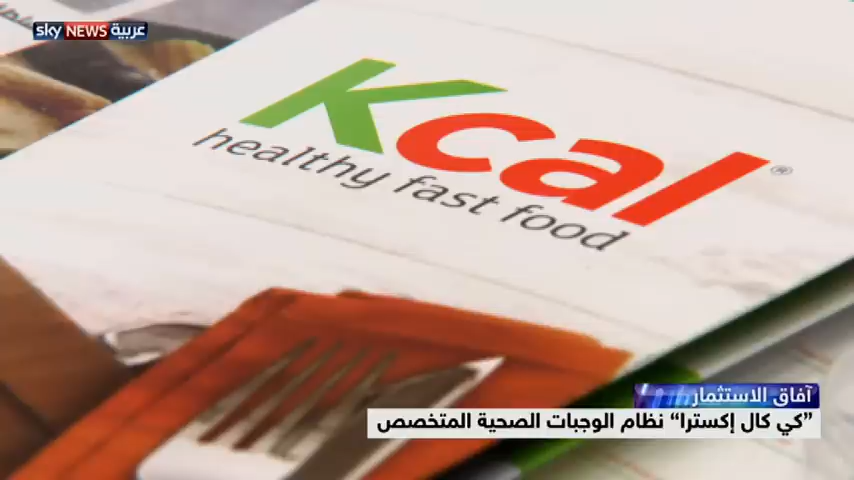 sky NEWS عربية
Kcal®
healthy fast food
آفاق الاستثمار
”كي كال إكسترا“ نظام الوجبات الصحية المتخصص